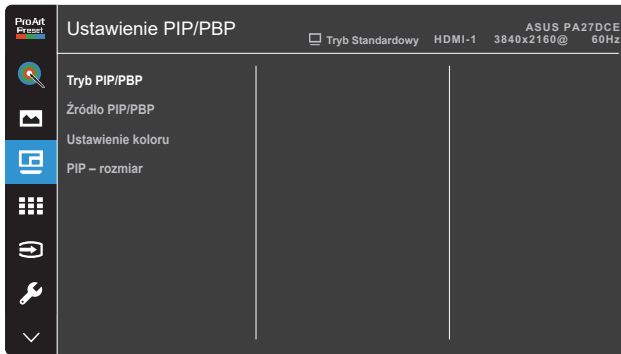 ProArt
Preset
Ustawienie PIP/PBP
ASUS PA27DCE
Tryb Standardowy HDMI-1 3840x2160@ 60Hz
Tryb PIP/PBP
Źródło PIP/PBP
Ustawienie koloru
PIP – rozmiar